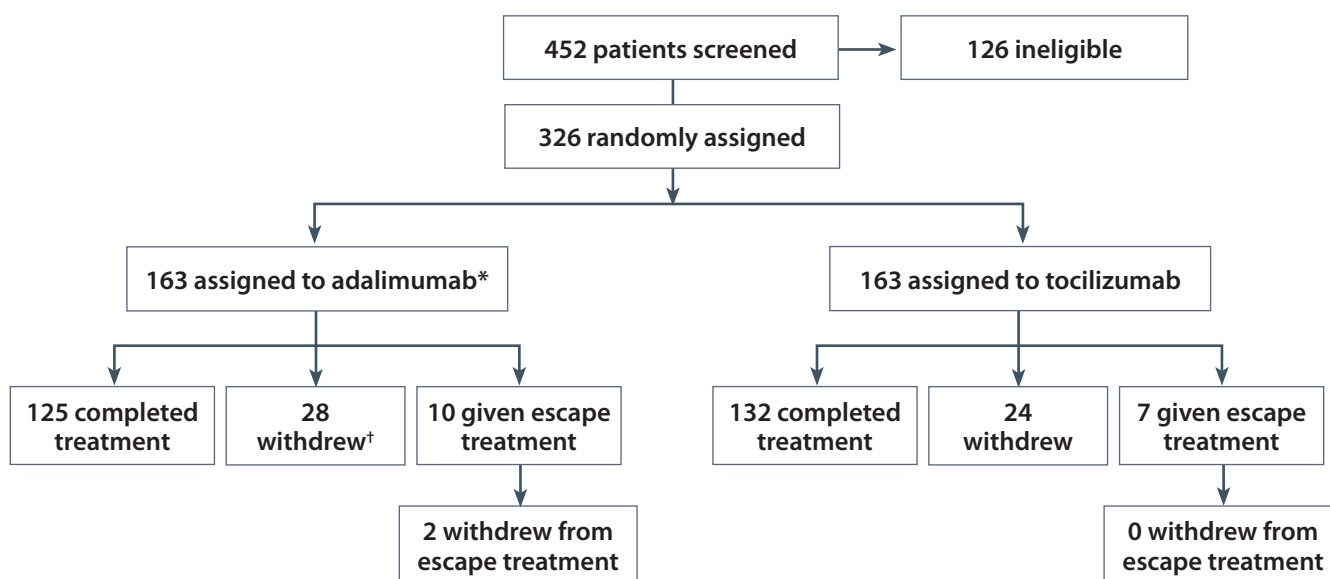 452 patients screened
126 ineligible
326 randomly assigned
163 assigned to adalimumab*
163 assigned to tocilizumab
125 completed
treatment
28
withdrew†
10 given escape
treatment
132 completed
treatment
24
withdrew
7 given escape
treatment
2 withdrew from
escape treatment
0 withdrew from
escape treatment